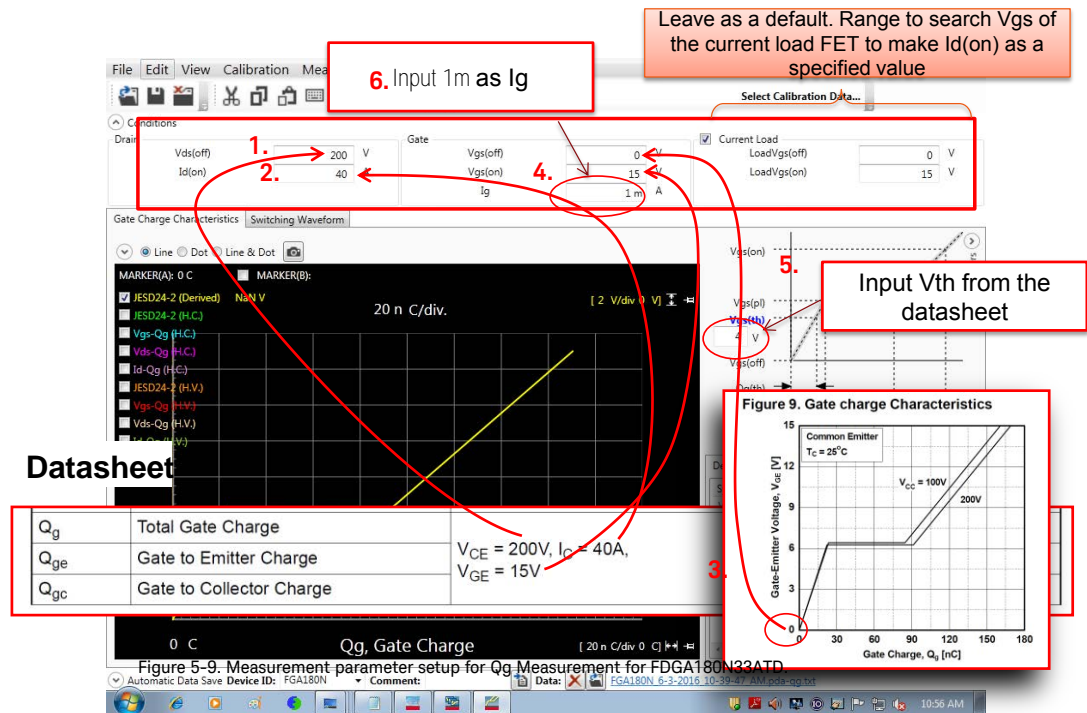 Leave as a default. Range to search Vgs of
the current load FET to make Id(on) as a
specified value
File Edit View Calibration Mea
6. Input 1m as Ig
Select Calibration Data...
Conditions
Drain
Vds(off) 1. 200 V
Id(on) 2. 40
Gate
Vgs(off) 0 V
Vgs(on) 4. 15 V
Ig 1 m A
Current Load
LoadVgs(off) 0 V
LoadVgs(on) 15 V
Gate Charge Characteristics Switching Waveform
Line Dot Line & Dot
MARKER(A): 0 C MARKER(B):
JESD24-2 (Derived) NaN V
[ 2 V/div 0 V]
20 n C/div.
JESD24-2 (H.C.)
Vgs-Qg (H.C.)
Vds-Qg (H.C.)
Id-Qg (H.C.)
JESD24-2 (H.V.)
Vgs-Qg (H.V.)
Vds-Qg (H.V.)
Id-Qg (H.V.)
Vgs(on)
5.
Input Vth from the
datasheet
Vgs(pl)
Vgs(th)
4 V
Vgs(off)
Qg(th)
Datasheet
Qg Total Gate Charge
Qge Gate to Emitter Charge
Qgc Gate to Collector Charge
VCE = 200V, IC = 40A,
VGE = 15V
3.
Figure 9. Gate charge Characteristics
Common Emitter
TC = 25°C
VCC = 100V
200V
Gate-Emitter Voltage, VGE [V]
15
12
9
6
3
0
0 30 60 90 120 150 180
Gate Charge, Qg [nC]
0 C Qg, Gate Charge [ 20 n C/div 0 C]
Figure 5-9. Measurement parameter setup for Qg Measurement for FDGA180N33ATD.
Automatic Data Save Device ID: FGA180N Comment: Data: FGA180N_6-3-2016_10-39-47_AM.pda-qg.txt
10:56 AM